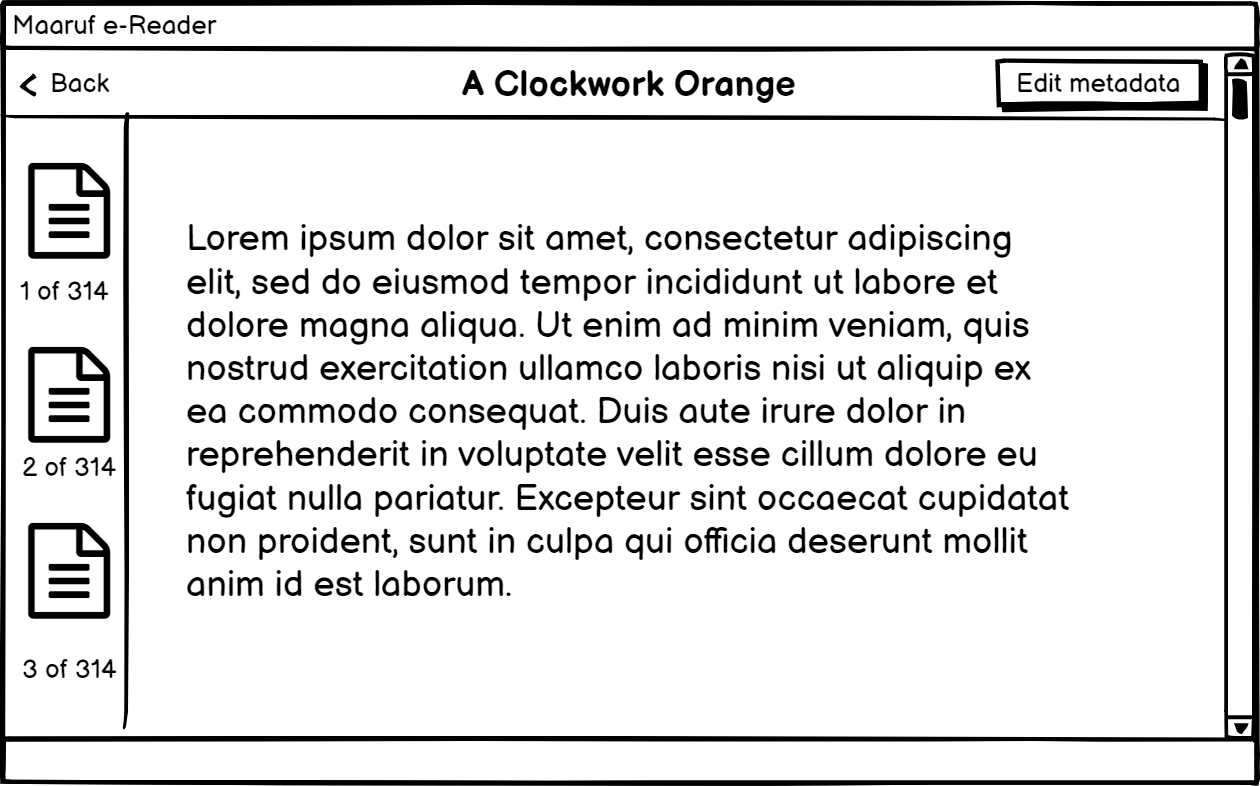 Maaruf e-Reader
Back
A Clockwork Orange
Edit metadata
1 of 314
2 of 314
3 of 314
Lorem ipsum dolor sit amet, consectetur adipiscing
elit, sed do eiusmod tempor incididunt ut labore et
dolore magna aliqua. Ut enim ad minim veniam, quis
nostrud exercitation ullamco laboris nisi ut aliquip ex
ea commodo consequat. Duis aute irure dolor in
reprehenderit in voluptate velit esse cillum dolore eu
fugiat nulla pariatur. Excepteur sint occaecat cupidatat
non proident, sunt in culpa qui officia deserunt mollit
anim id est laborum.